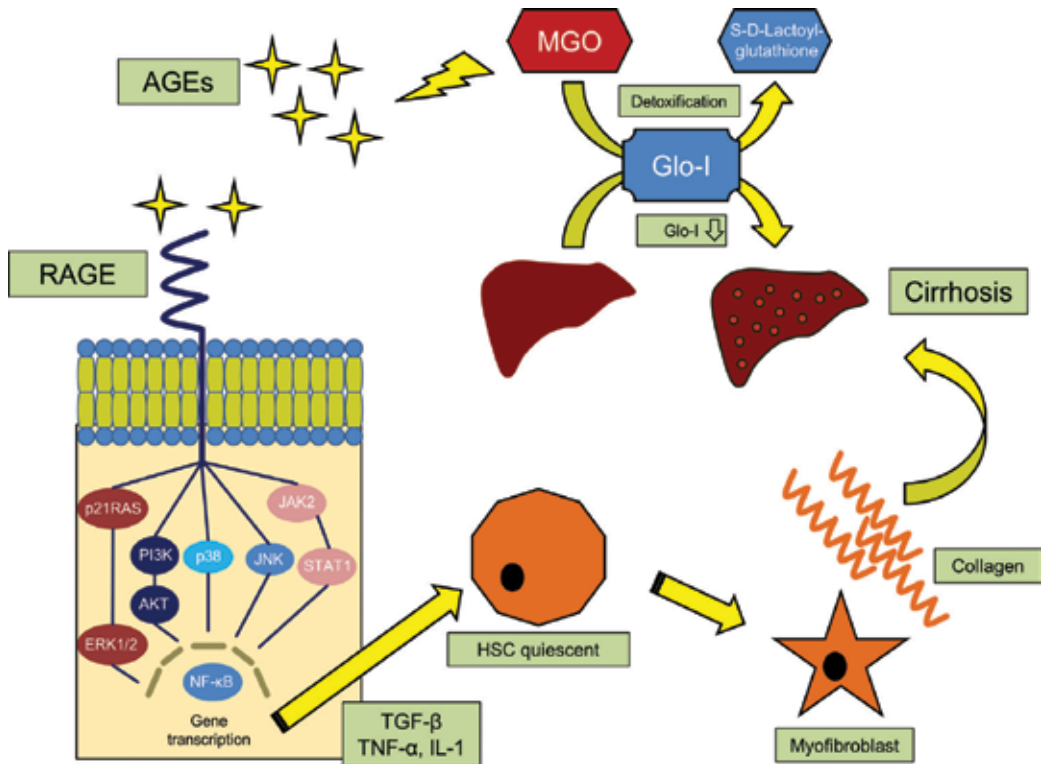 MGO
S-D-Lactoyl-
glutathione
AGEs
Detoxification
Glo-I
Glo-I
RAGE
Cirrhosis
p21RAS
JAK2
PI3K
p38
JNK
STAT1
AKT
ERK1/2
NF-κB
Gene
transcription
HSC quiescent
Collagen
TGF-β
TNF-α, IL-1
Myofibroblast